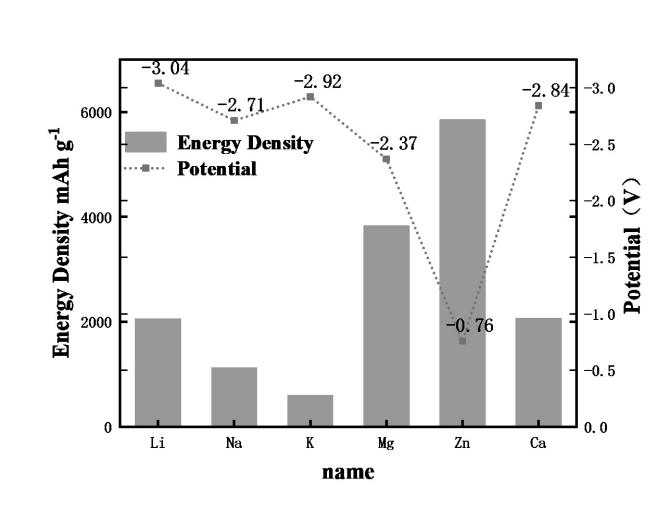 -3.04
-2.71
-2.92
-2.37
-0.76
-2.84
Energy Density
Potential
6000
4000
2000
0
Energy Density mAh g-1
-3.0
-2.5
-2.0
-1.5
-1.0
-0.5
0.0
Potential（V）
Li Na K Mg Zn Ca
name